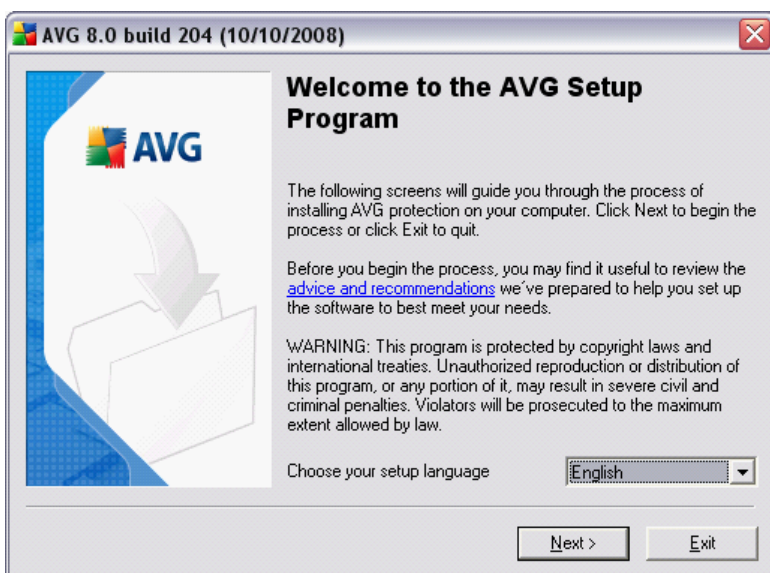 AVG 8.0 build 204 (10/10/2008)
AVG
Welcome to the AVG Setup
Program
The following screens will guide you through the process of
installing AVG protection on your computer. Click Next to begin the
process or click Exit to quit.
Before you begin the process, you may find it useful to review the
advice and recommendations we´ve prepared to help you set up
the software to best meet your needs.
WARNING: This program is protected by copyright laws and
international treaties. Unauthorized reproduction or distribution of
this program, or any portion of it, may result in severe civil and
criminal penalties. Violators will be prosecuted to the maximum
extent allowed by law.
Choose your setup language English
Next > Exit